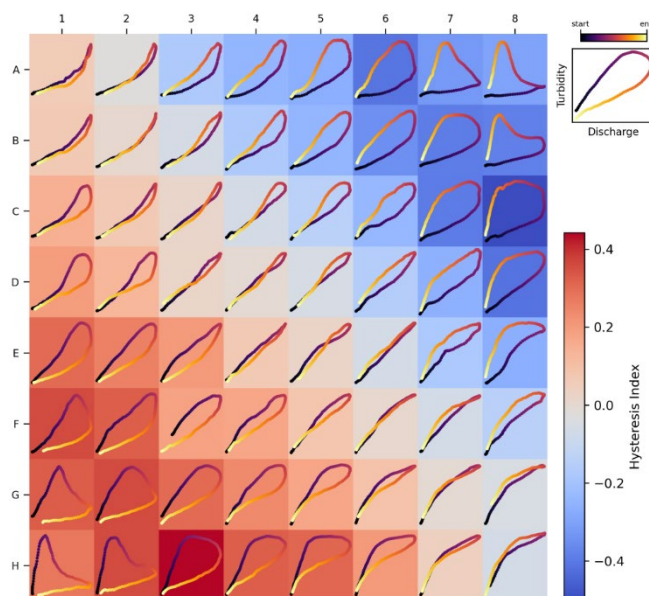 start en
1 2 3 4 5 6 7 8
Turbidity
Discharge
A
B
C
D
E
F
G
H
0.4
0.2
0.0
−0.2
−0.4
Hysteresis Index